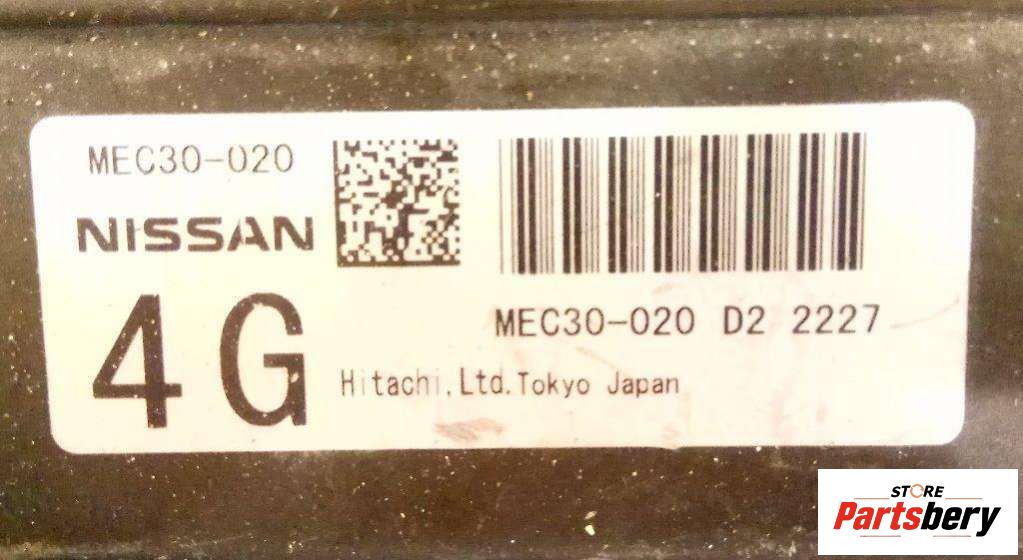 MEC30-020
NISSAN
4G
MEC30-020 D2 2227
Hitachi,Ltd.Tokyo Japan
STORE
Partsbery